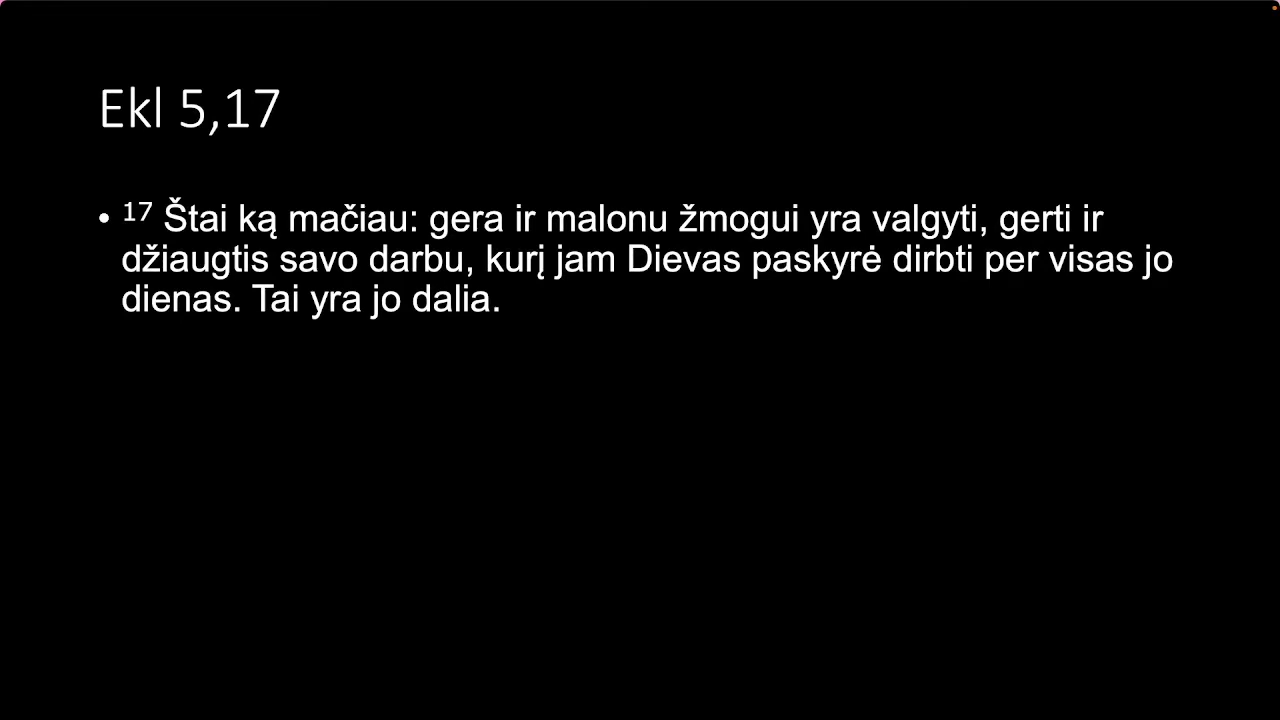 Ekl 5,17
• 17 Štai ką mačiau: gera ir malonu žmogui yra valgyti, gerti ir
džiaugtis savo darbu, kurį jam Dievas paskyrė dirbti per visas jo
dienas. Tai yra jo dalia.